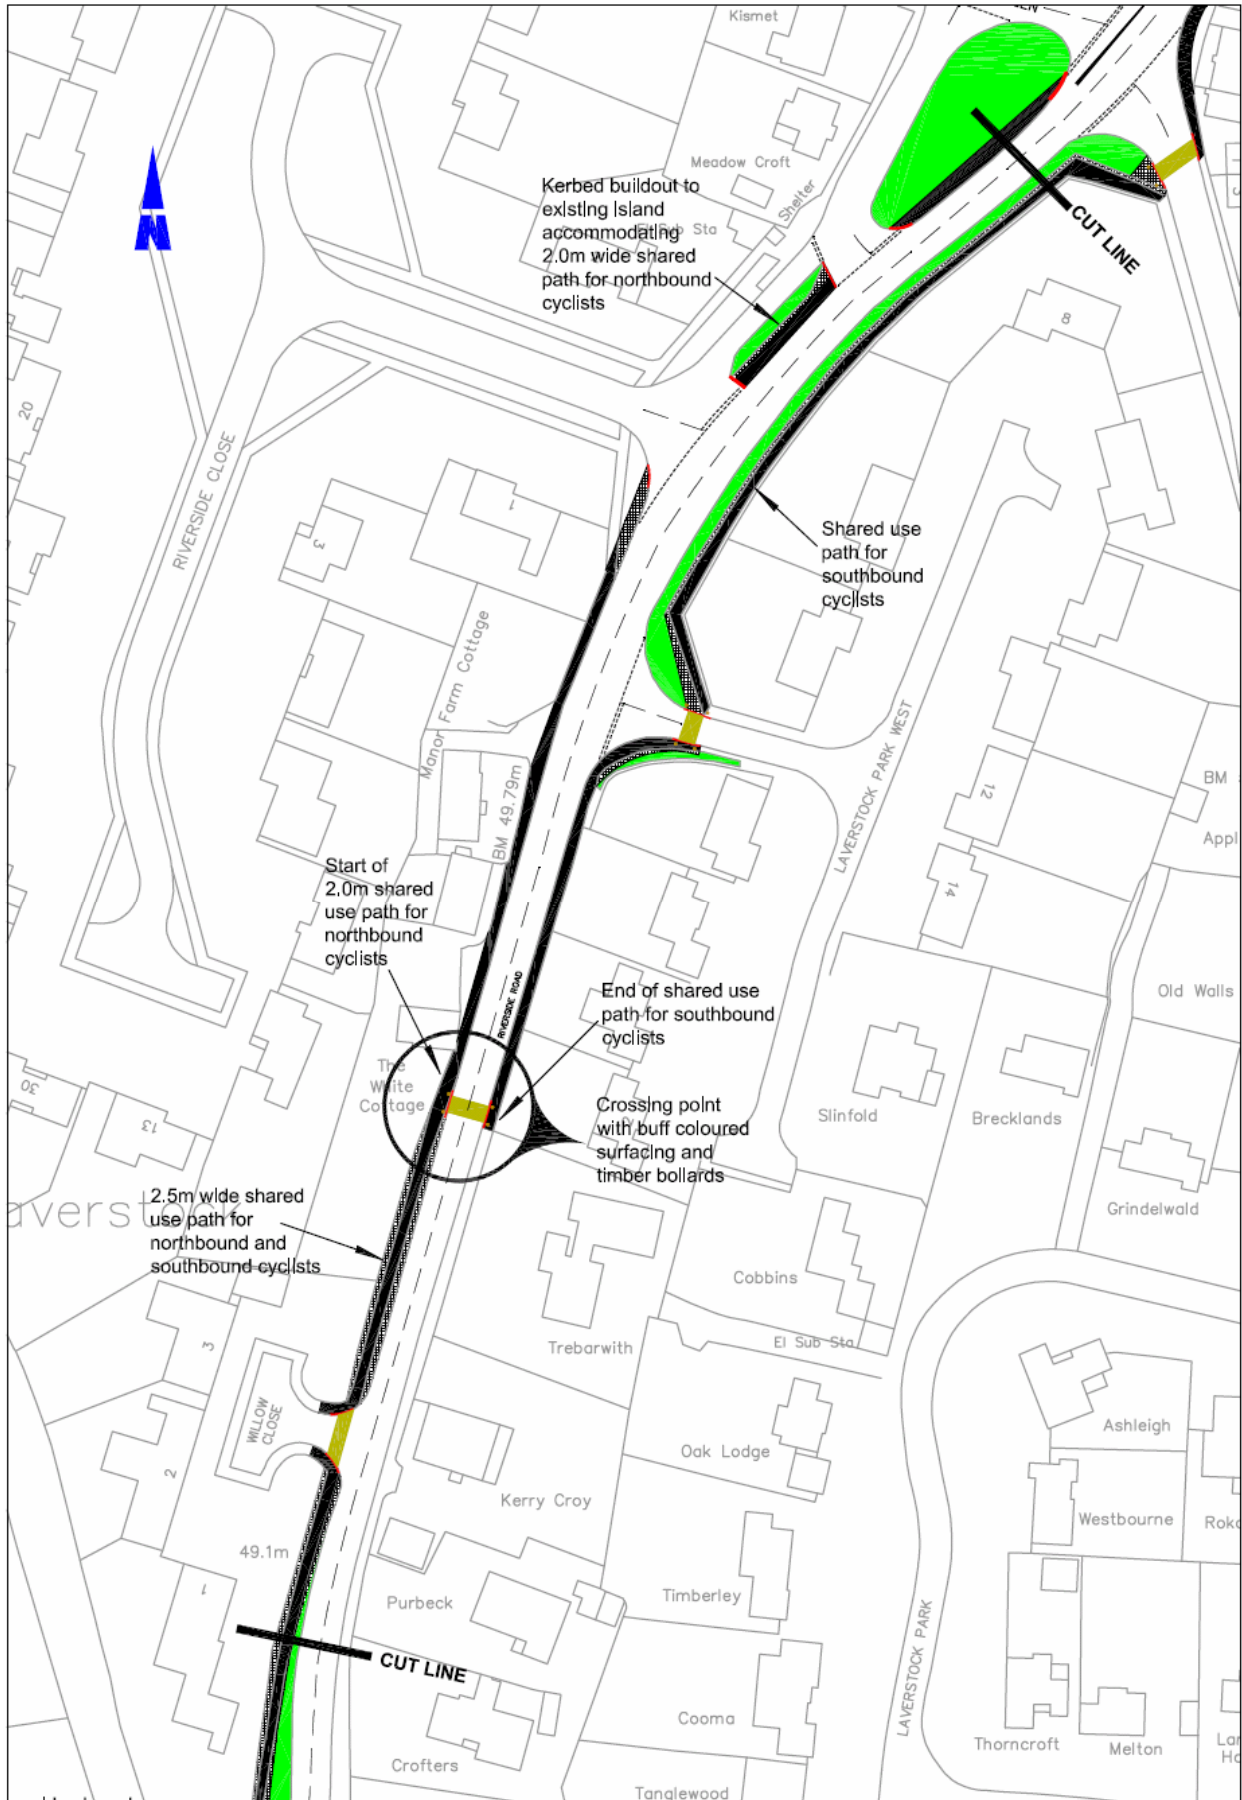 Kismet
Meadow Croft
Shelter
Kerbed buildout to
existing island
accommodating
El Sub Sta
2.0m wide shared
path for northbound
cyclists
CUT LINE
N
8
20
RIVERSIDE CLOSE
3
1
Shared use
path for
southbound
cyclists
Manor Farm Cottage
LAVERSTOCK PARK WEST
BM 49.79m
BM
12
Appl
14
Start of
2.0m shared
use path for
northbound
cyclists
RIVERSIDE ROAD
End of shared use
path for southbound
cyclists
Old Walls
The
White
Cottage
30
13
Crossing point
with buff coloured
surfacing and
timber bollards
Slinfold
Brecklands
averstock
2.5m wide shared
use path for
northbound and
southbound cyclists
Grindelwald
Cobbins
El Sub Sta
Trebarwith
3
WILLOW
CLOSE
Ashleigh
Oak Lodge
2
Kerry Croy
Westbourne
Rok
49.1m
1
Purbeck
Timberley
LAVERSTOCK PARK
CUT LINE
Cooma
Thorncroft
Melton
Crofters
Tanglewood